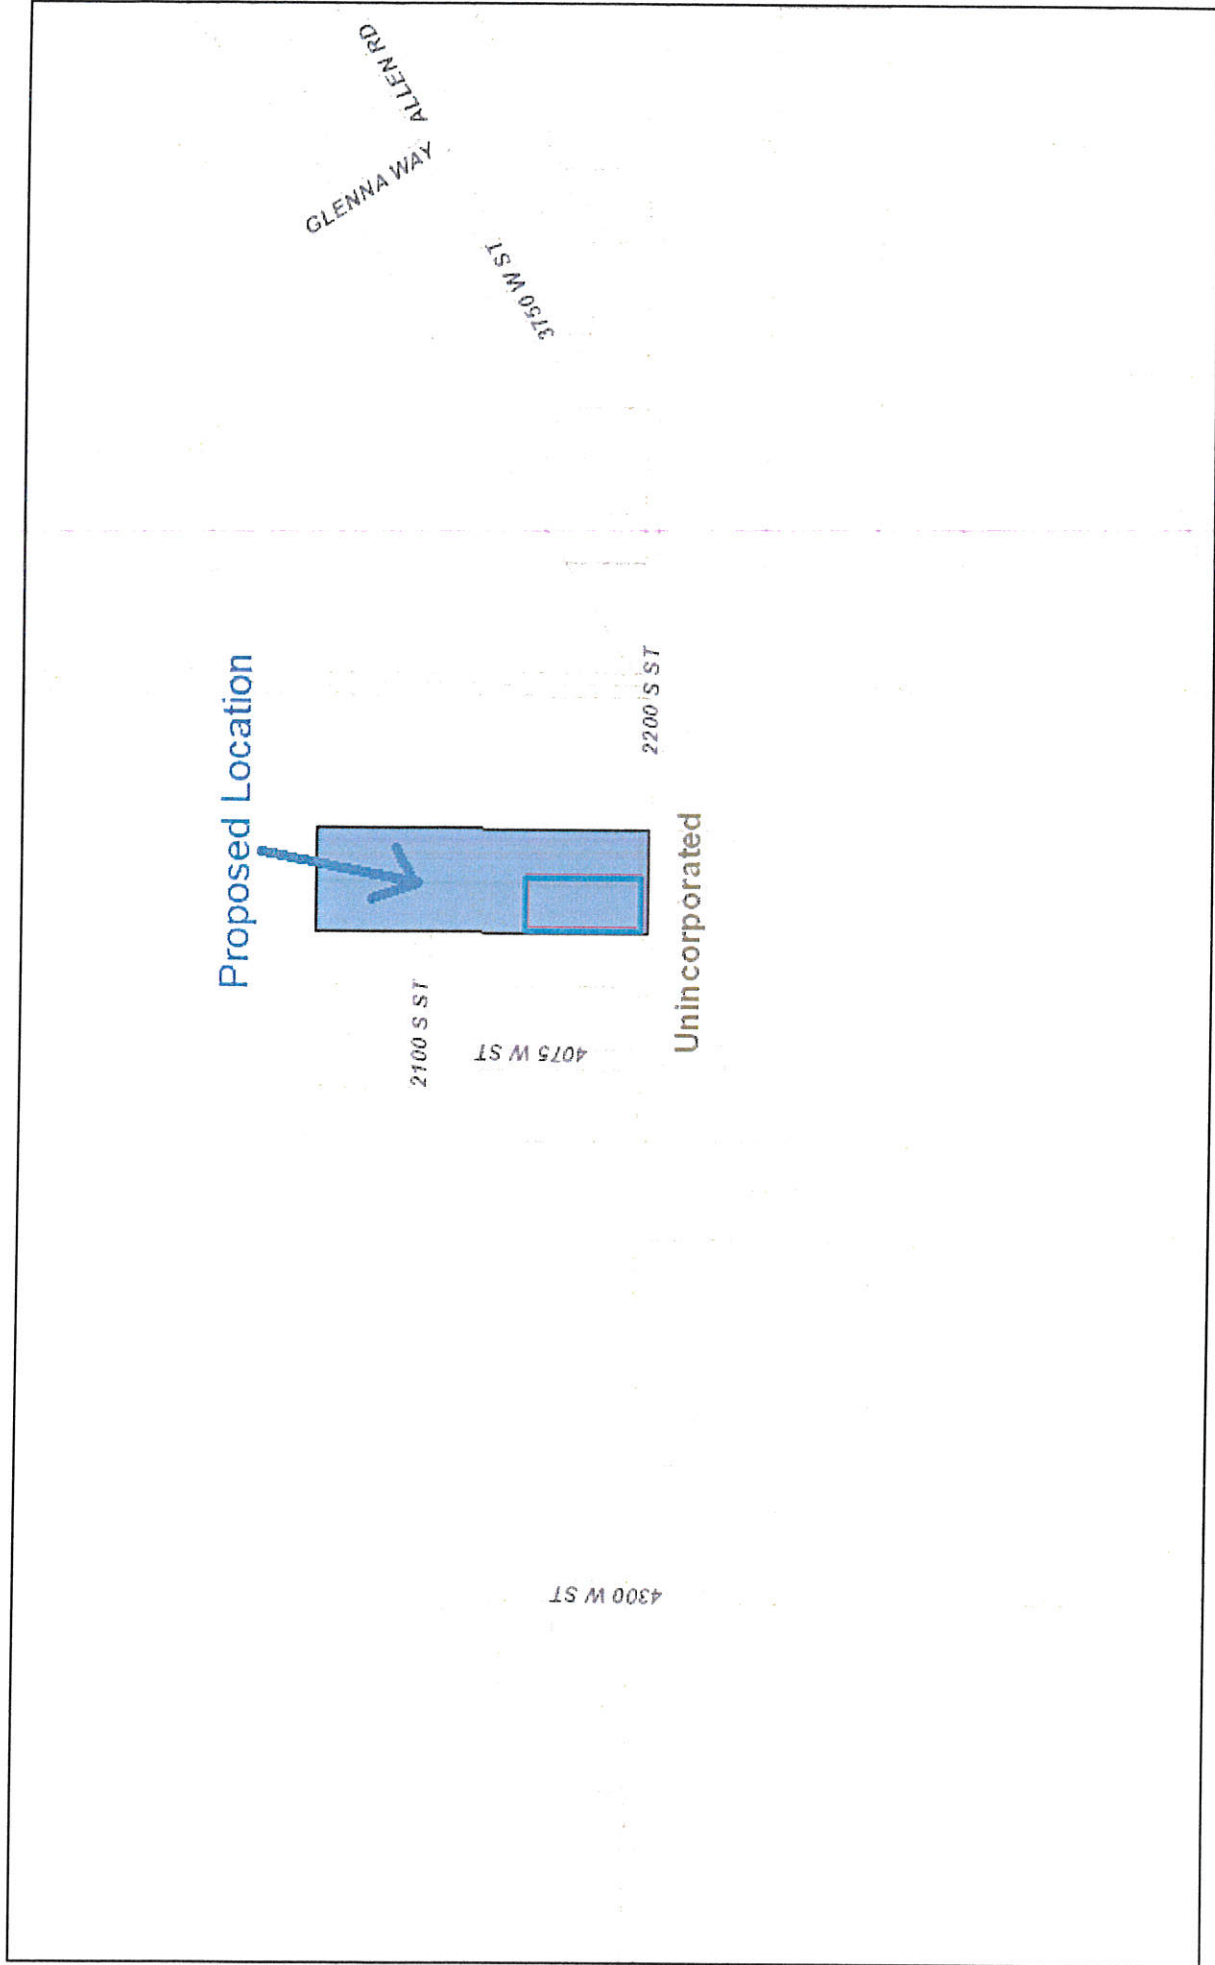 ALLEN RD
GLENNA WAY
3750 W ST
Proposed Location
2200 S ST
2100 S ST
4075 W ST
Unincorporated
4300 W ST